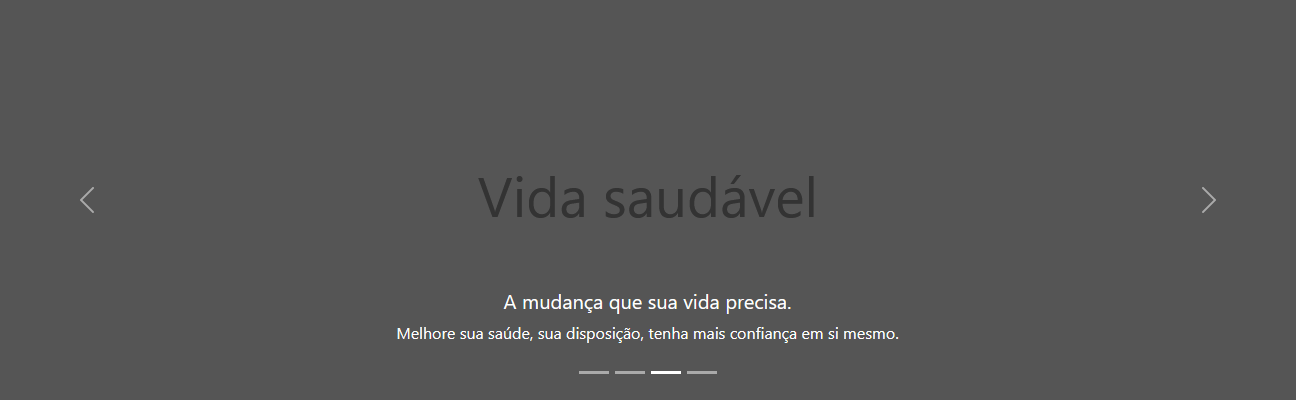 Vida saudável
A mudança que sua vida precisa.
Melhore sua saúde, sua disposição, tenha mais confiança em si mesmo.